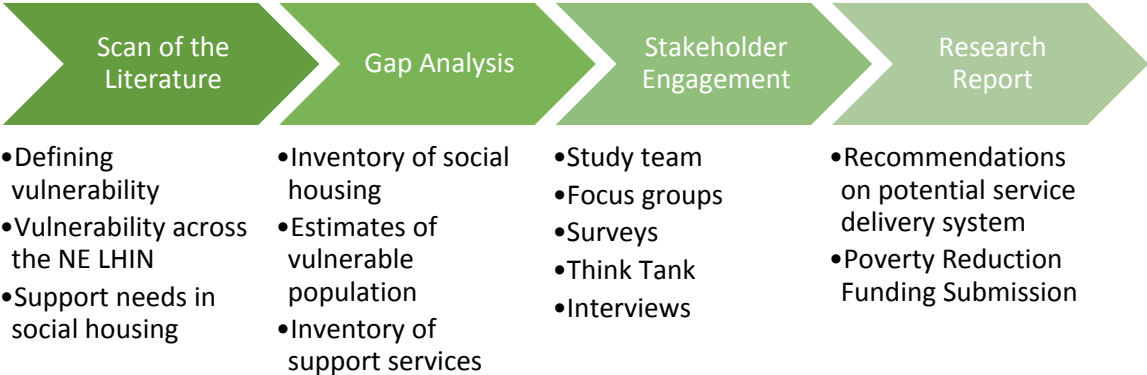 Scan of the
Literature
Gap Analysis
Stakeholder
Engagement
Research
Report
•Defining
vulnerability
•Vulnerability across
the NE LHIN
•Support needs in
social housing
•Inventory of social
housing
•Estimates of
vulnerable
population
•Inventory of
support services
•Study team
•Focus groups
•Surveys
•Think Tank
•Interviews
•Recommendations
on potential service
delivery system
•Poverty Reduction
Funding Submission